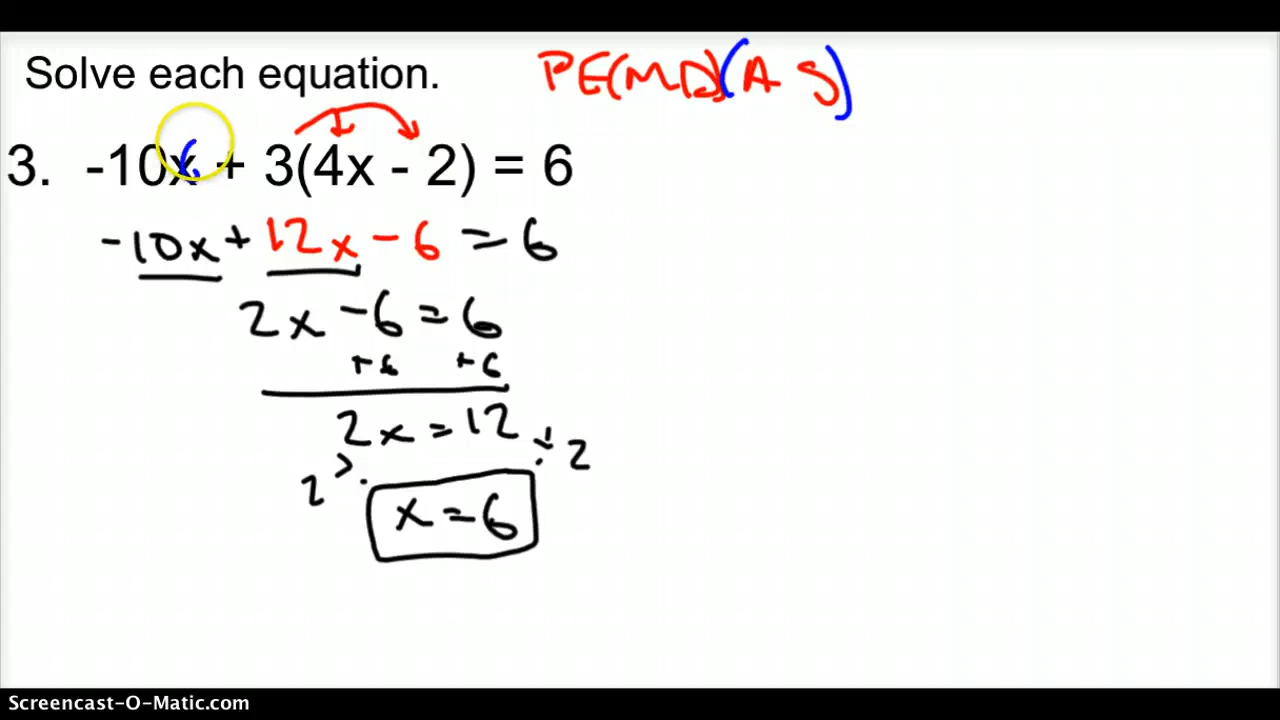 Solve each equation. PE(MD)(A S)
3. -10x + 3(4x - 2) = 6
6
-10x + 12x - 6 = 6
2x - 6 = 6
+6 +6
2x = 12
÷2
2
x = 6
Screencast-O-Matic.com